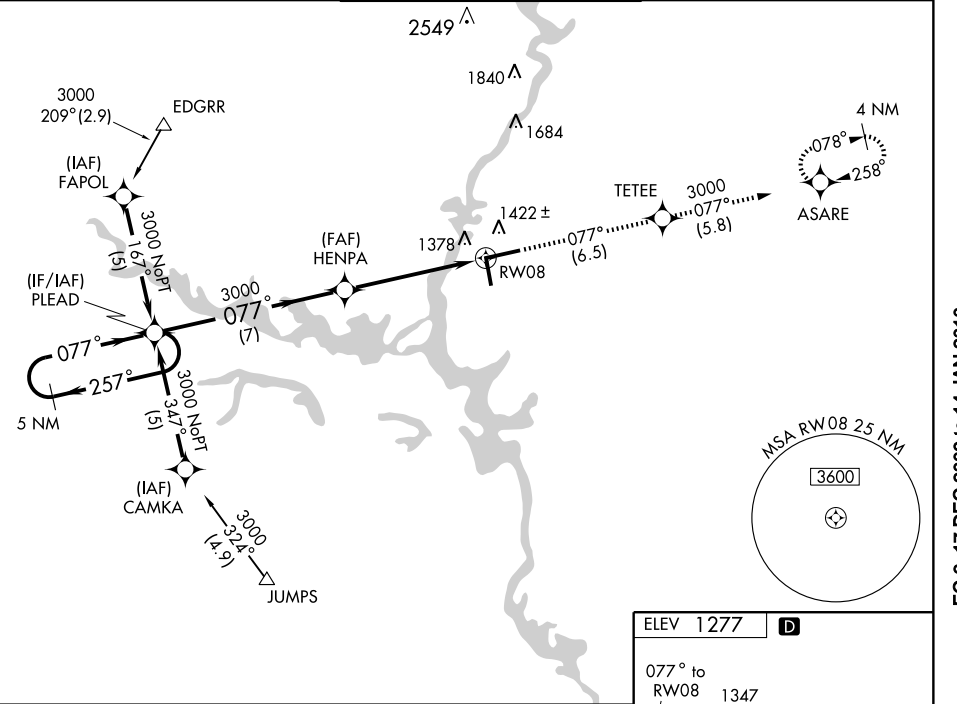 2549
1840
1684
3000
209° (2.9)
EDGRR
(IAF)
FAPOL
3000 NoPT
167°
(5)
(IF/IAF)
PLEAD
077°
257°
5 NM
3000 NoPT
347°
(5)
(IAF)
CAMKA
3000
324°
(4.9)
JUMPS
3000
077°
(7)
(FAF)
HENPA
1378
1422 ±
RW08
077°
(6.5)
TETEE
3000
077°
(5.8)
4 NM
078°
258°
ASARE
MSA RW08 25 NM
3600
ELEV 1277 D
077° to
RW08 1347